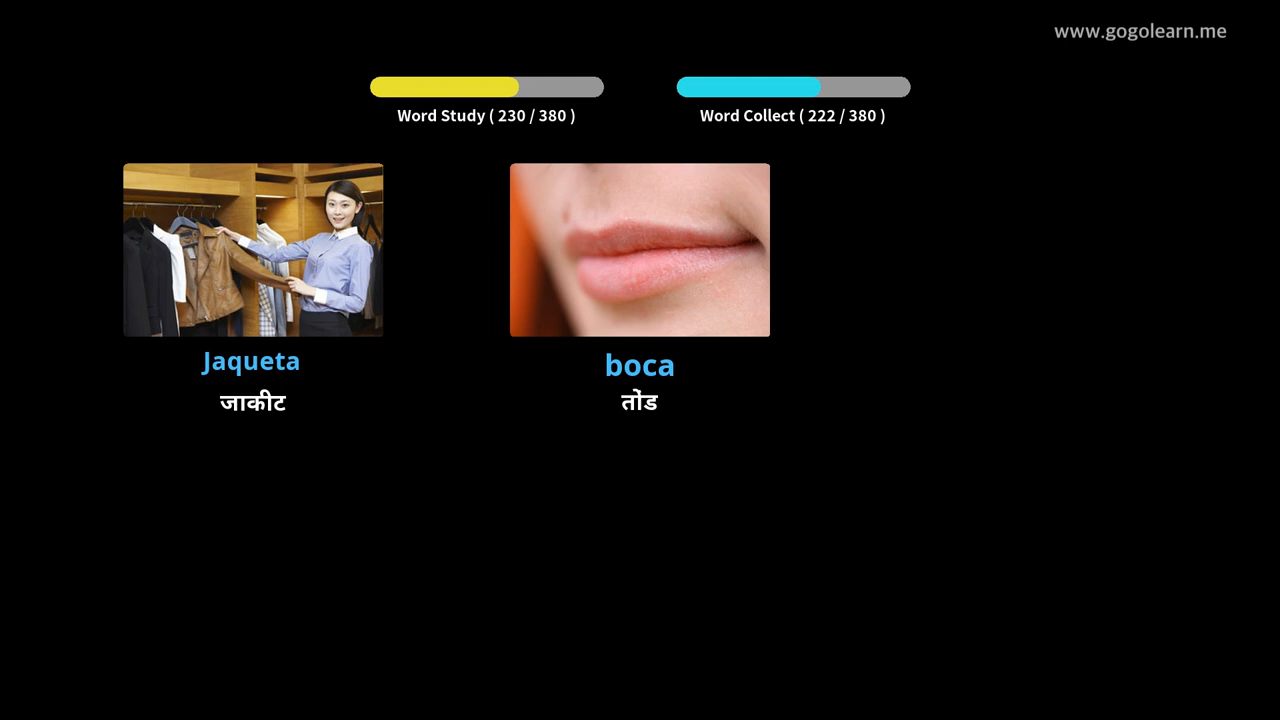 www.gogolearn.me
Word Study ( 230 / 380 )
Word Collect ( 222 / 380 )
Jaqueta
जाकीट
boca
तोंड